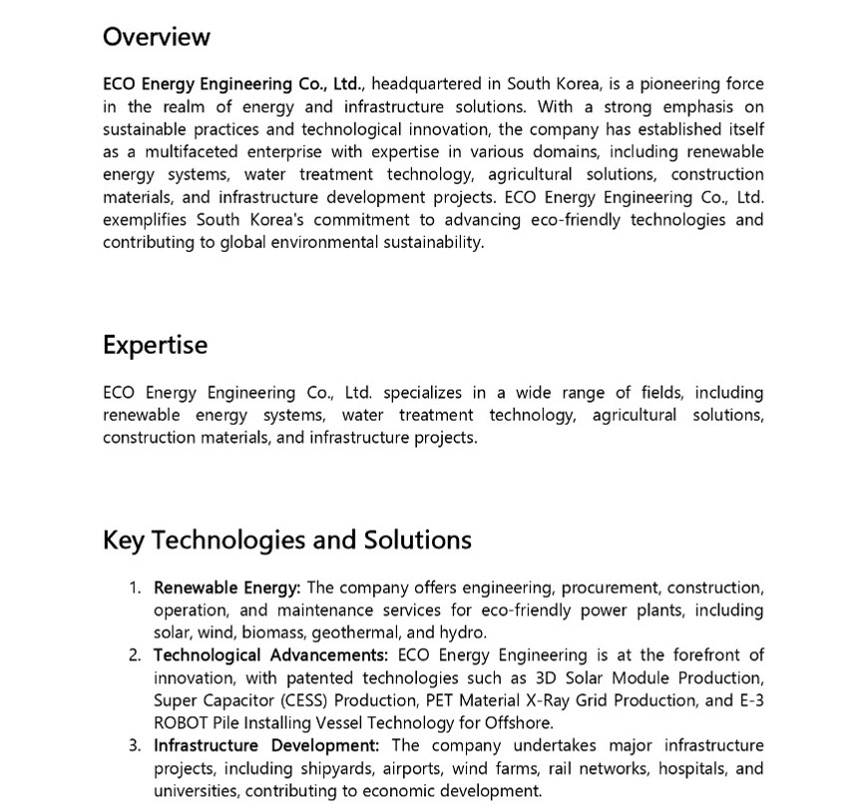 Overview
ECO Energy Engineering Co., Ltd., headquartered in South Korea, is a pioneering force
in the realm of energy and infrastructure solutions. With a strong emphasis on
sustainable practices and technological innovation, the company has established itself
as a multifaceted enterprise with expertise in various domains, including renewable
energy systems, water treatment technology, agricultural solutions, construction
materials, and infrastructure development projects. ECO Energy Engineering Co., Ltd.
exemplifies South Korea's commitment to advancing eco-friendly technologies and
contributing to global environmental sustainability.
Expertise
ECO Energy Engineering Co., Ltd. specializes in a wide range of fields, including
renewable energy systems, water treatment technology, agricultural solutions,
construction materials, and infrastructure projects.
Key Technologies and Solutions
1. Renewable Energy: The company offers engineering, procurement, construction,
operation, and maintenance services for eco-friendly power plants, including
solar, wind, biomass, geothermal, and hydro.
2. Technological Advancements: ECO Energy Engineering is at the forefront of
innovation, with patented technologies such as 3D Solar Module Production,
Super Capacitor (CESS) Production, PET Material X-Ray Grid Production, and E-3
ROBOT Pile Installing Vessel Technology for Offshore.
3. Infrastructure Development: The company undertakes major infrastructure
projects, including shipyards, airports, wind farms, rail networks, hospitals, and
universities, contributing to economic development.